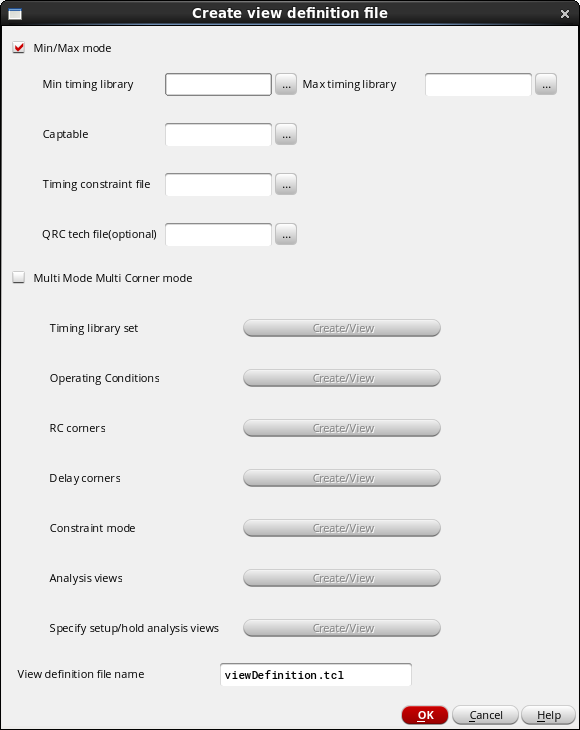 Create view definition file
Min/Max mode
Min timing library ... Max timing library ...
Captable ...
Timing constraint file ...
QRC tech file(optional) ...
Multi Mode Multi Corner mode
Timing library set Create/View
Operating Conditions Create/View
RC corners Create/View
Delay corners Create/View
Constraint mode Create/View
Analysis views Create/View
Specify setup/hold analysis views Create/View
View definition file name viewDefinition.tcl
OK Cancel Help